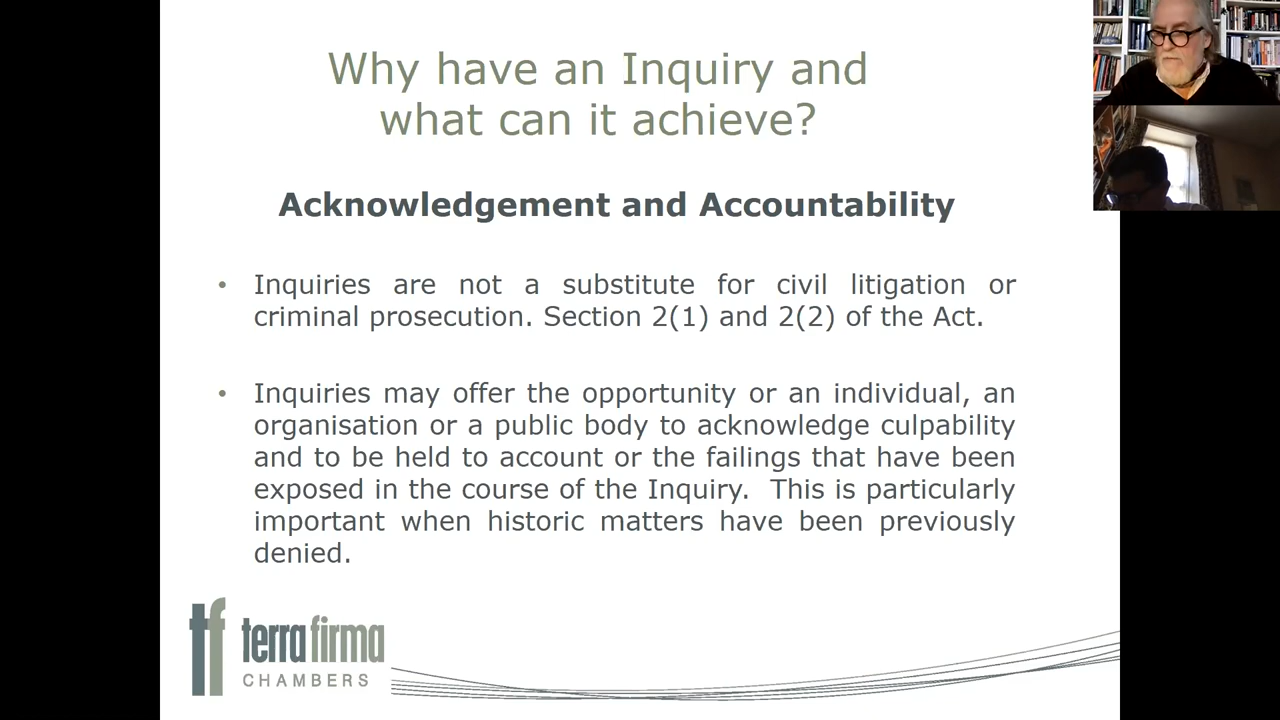 Why have an Inquiry and
what can it achieve?
Acknowledgement and Accountability
• Inquiries are not a substitute for civil litigation or
criminal prosecution. Section 2(1) and 2(2) of the Act.
• Inquiries may offer the opportunity or an individual, an
organisation or a public body to acknowledge culpability
and to be held to account or the failings that have been
exposed in the course of the Inquiry.  This is particularly
important when historic matters have been previously
denied.
tf
terra firma
CHAMBERS